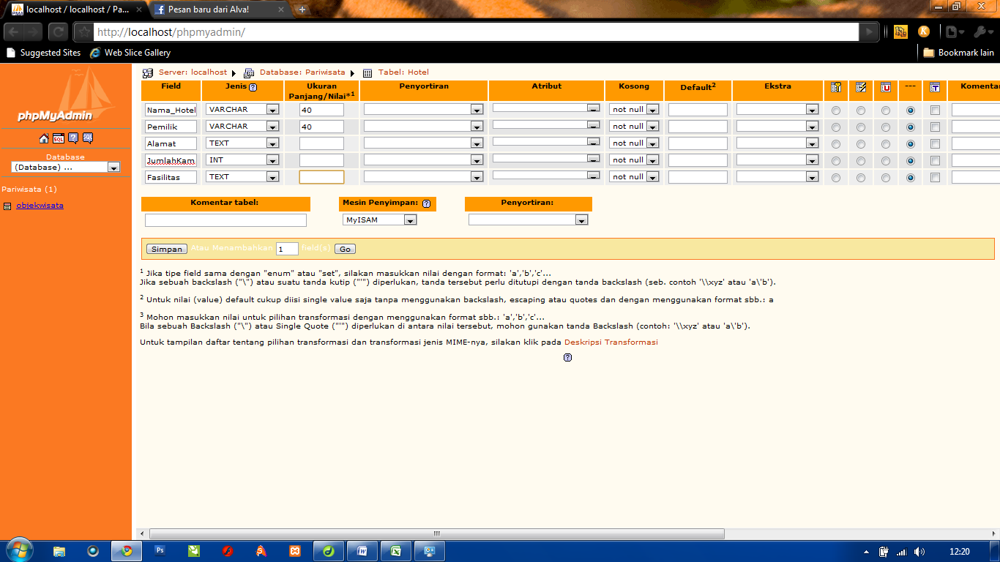 localhost / localhost / Pa...
Pesan baru dari Alva!
http://localhost/phpmyadmin/
Suggested Sites
Web Slice Gallery
Bookmark lain
phpMyAdmin
SQL
SQL
Database
(Database) ...
Pariwisata (1)
objekwisata
Server: localhost
Database: Pariwisata
Tabel: Hotel
Field Jenis Ukuran Panjang/Nilai*1 Penyortiran Atribut Kosong Default2 Ekstra --- Komentar
Nama_Hotel VARCHAR 40 not null
Pemilik VARCHAR 40 not null
Alamat TEXT not null
JumlahKam INT not null
Fasilitas TEXT not null
Komentar tabel: Mesin Penyimpan: Penyortiran:
MyISAM
Simpan Atau Menambahkan 1 field(s) Go
1 Jika tipe field sama dengan "enum" atau "set", silakan masukkan nilai dengan format: 'a','b','c'...
Jika sebuah backslash ("\") atau suatu tanda kutip ("'") diperlukan, tanda tersebut perlu ditutupi dengan tanda backslash (seb. contoh '\\xyz' atau 'a\'b').
2 Untuk nilai (value) default cukup diisi single value saja tanpa menggunakan backslash, escaping atau quotes dan dengan menggunakan format sbb.: a
3 Mohon masukkan nilai untuk pilihan transformasi dengan menggunakan format sbb.: 'a','b','c'...
Bila sebuah Backslash ("\") atau Single Quote ("'") diperlukan di antara nilai tersebut, mohon gunakan tanda Backslash (contoh: '\\xyz' atau 'a\'b').
Untuk tampilan daftar tentang pilihan transformasi dan transformasi jenis MIME-nya, silakan klik pada Deskripsi Transformasi
12:20